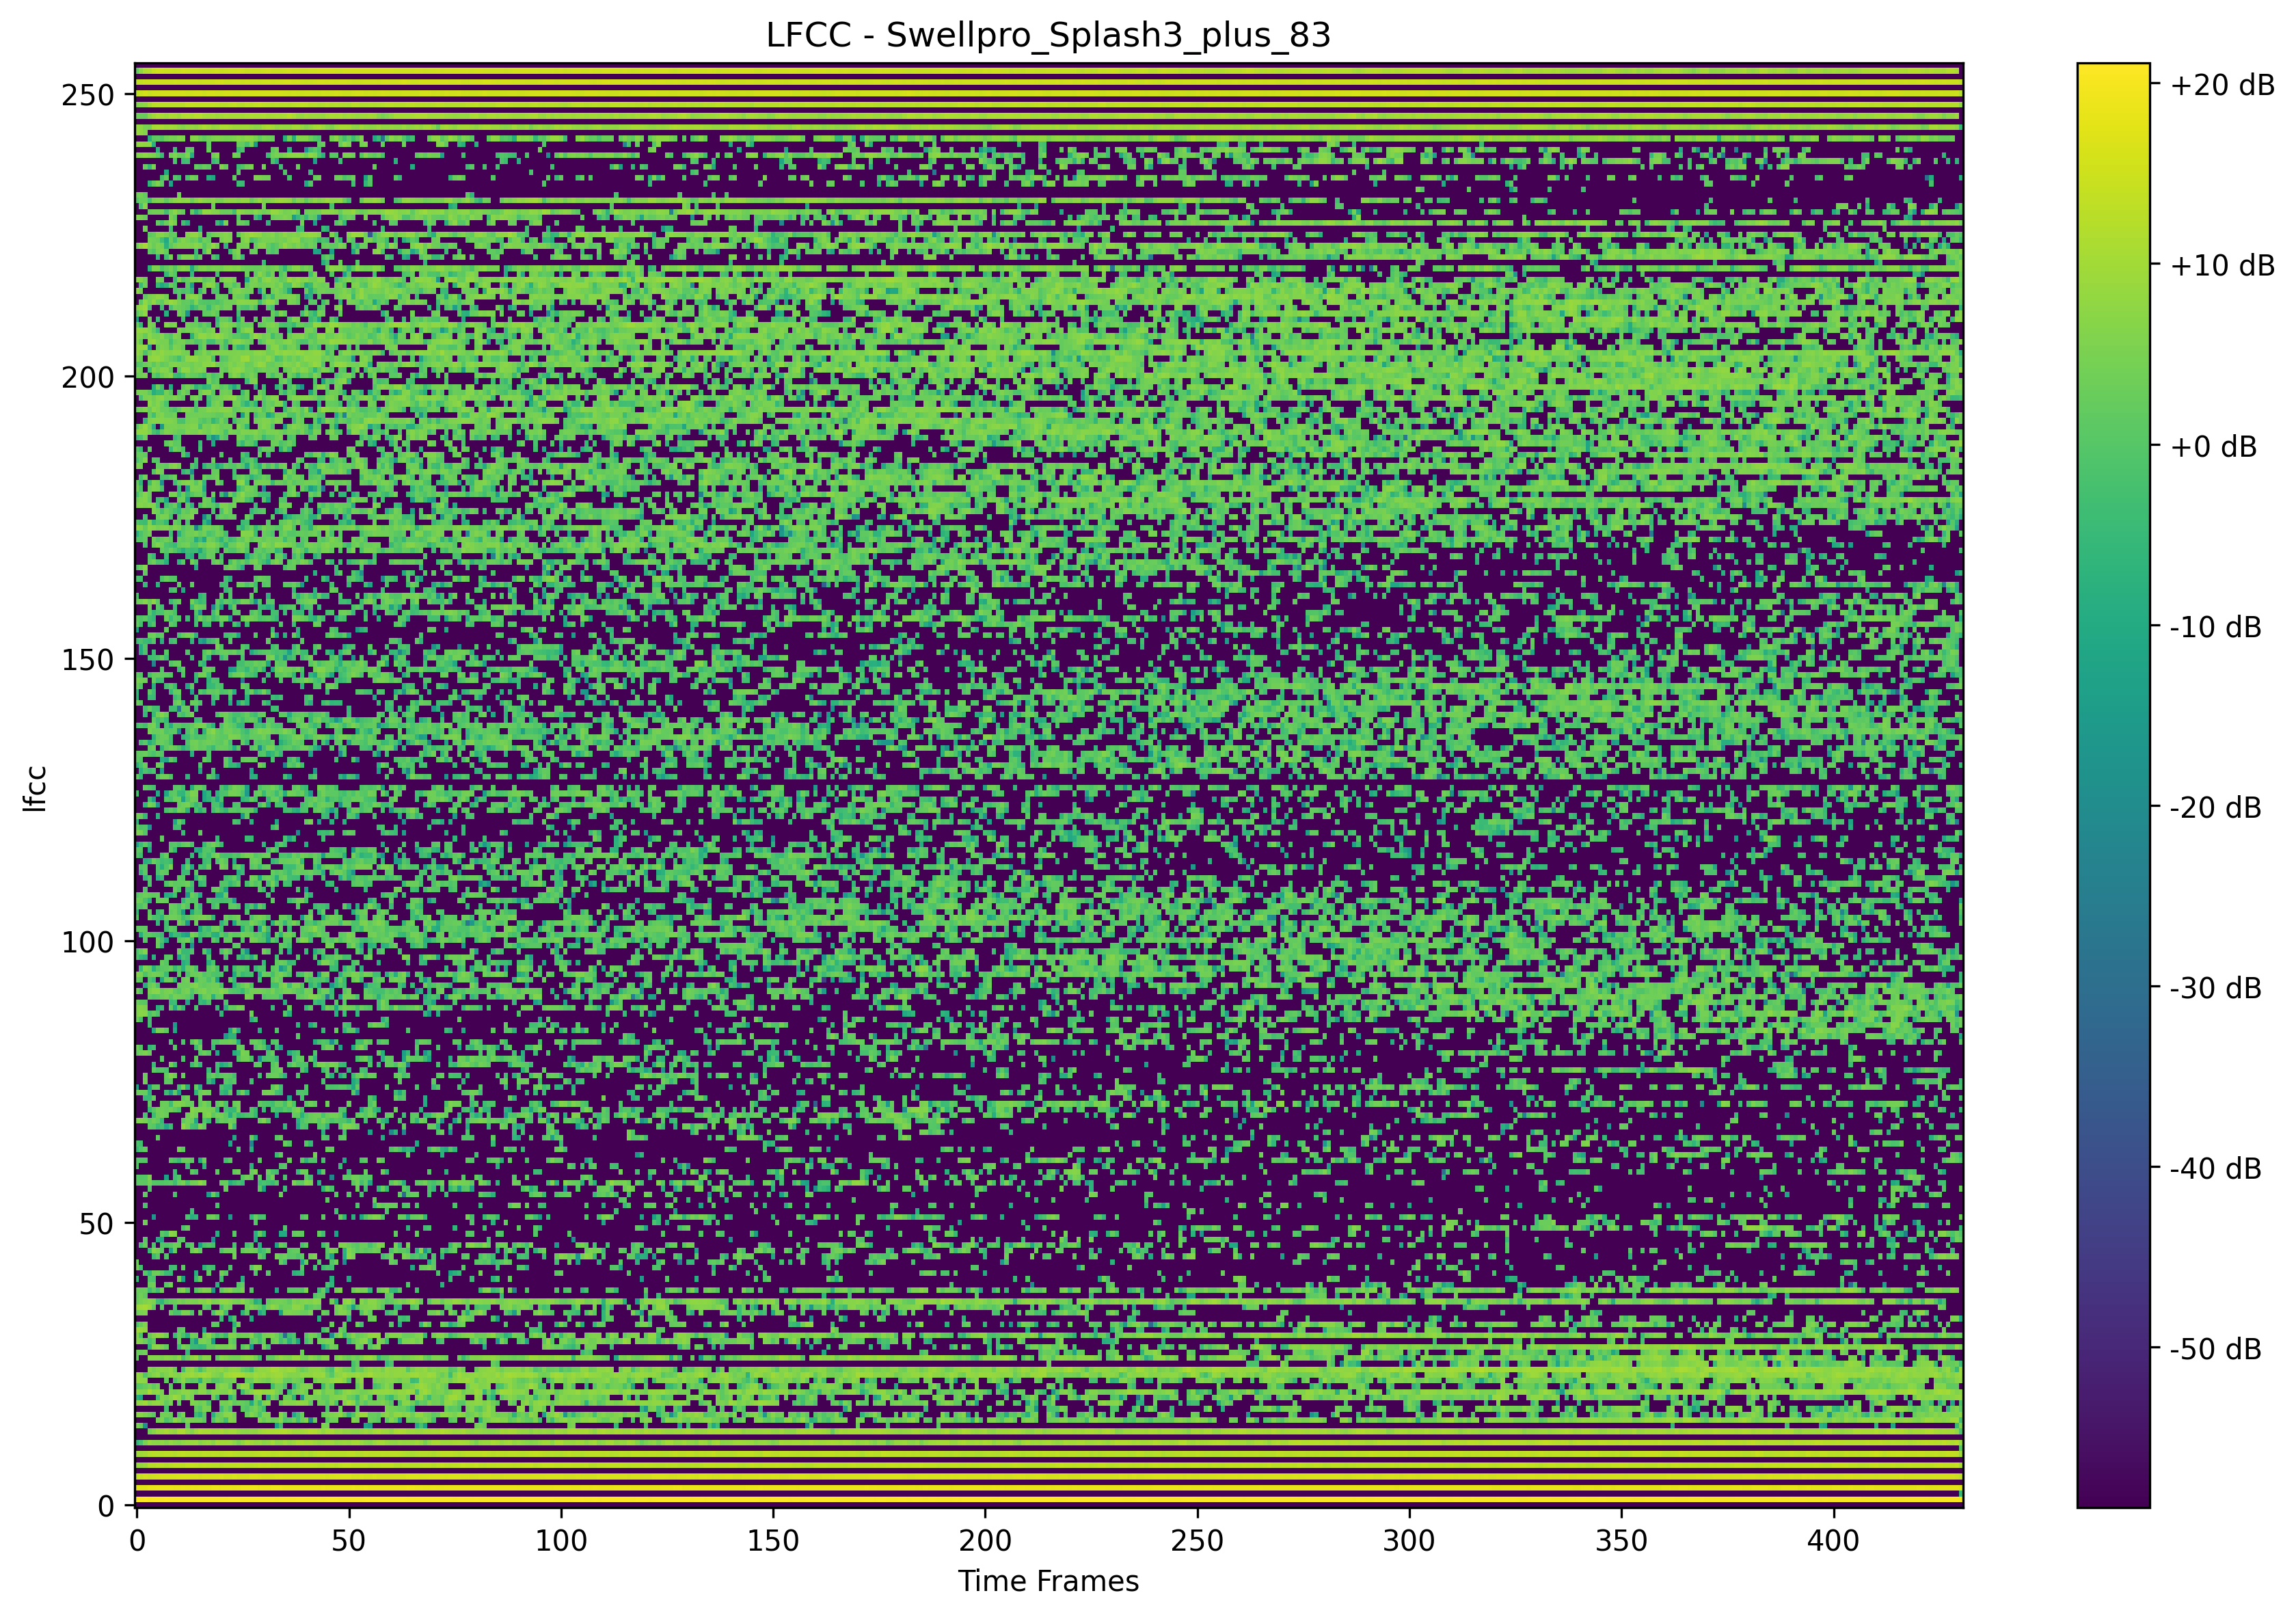 LFCC - Swellpro_Splash3_plus_83
250
200
150
100
50
0
lfcc
0 50 100 150 200 250 300 350 400
Time Frames
+20 dB
+10 dB
+0 dB
-10 dB
-20 dB
-30 dB
-40 dB
-50 dB